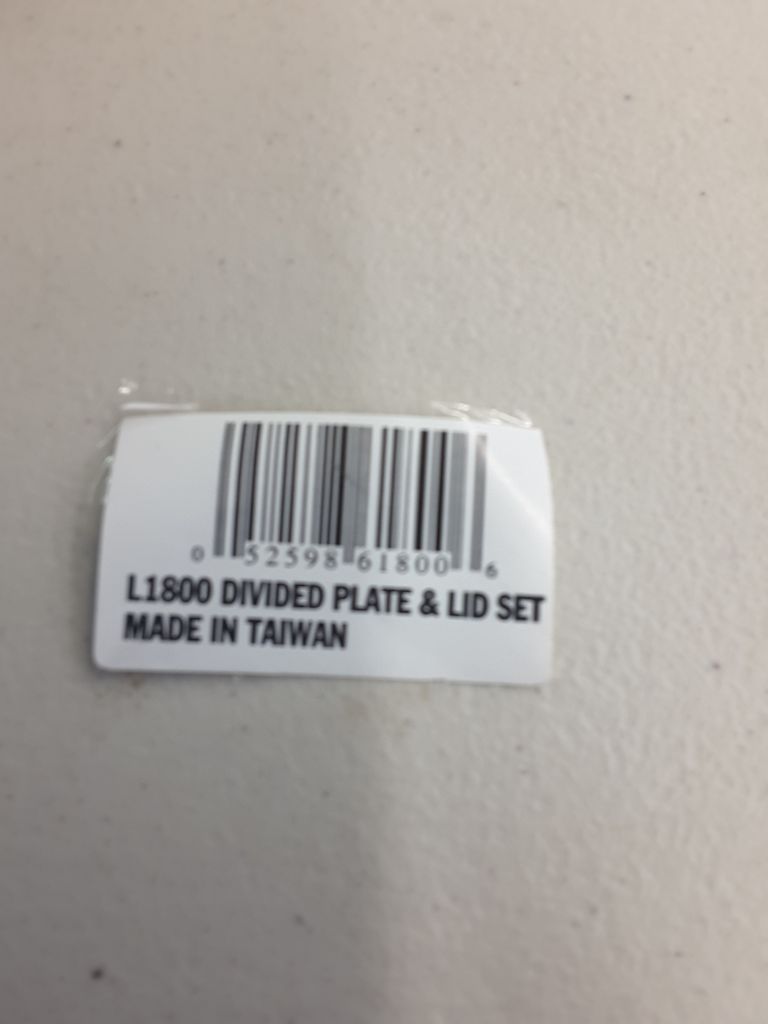 0 52598 61800 6
L1800 DIVIDED PLATE & LID SET
MADE IN TAIWAN